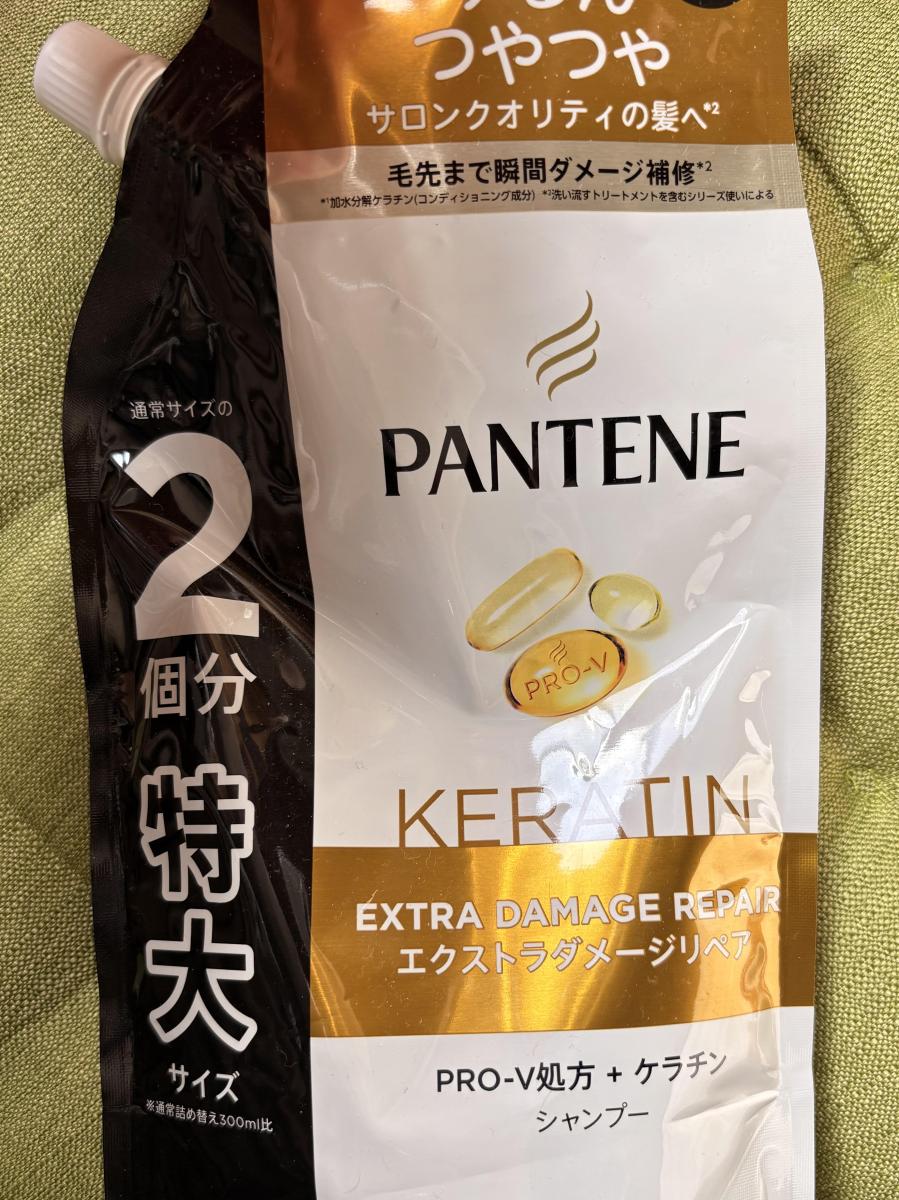 つやつや
サロンクオリティの髪へ*2
毛先まで瞬間ダメージ補修*2
*1加水分解ケラチン(コンディショニング成分) *2洗い流すトリートメントを含むシリーズ使いによる
PANTENE
PRO-V
KERATIN
EXTRA DAMAGE REPAIR
エクストラダメージリペア
PRO-V処方 + ケラチン
シャンプー
通常サイズの
2
個分
特大
サイズ
※通常詰め替え300ml比